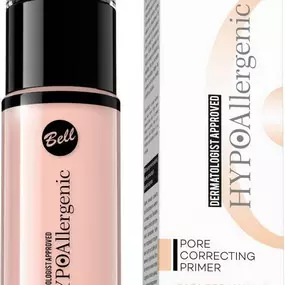 Bell
DERMATOLOGIST APPROVED
HYPOAllergenic
DERMATOLOGIST APPROVED
HYPOAllergenic
PORE
CORRECTING
PRIMER